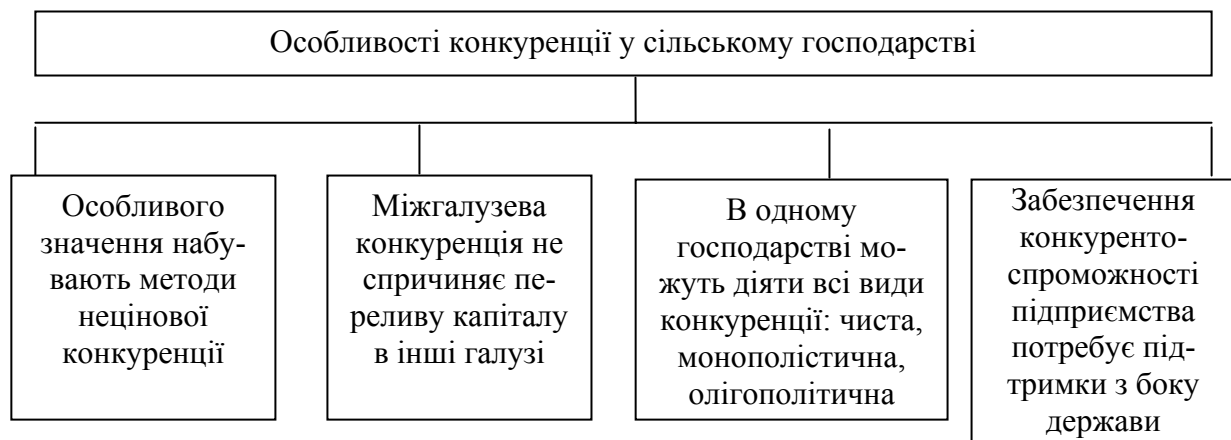 Особливості конкуренції у сільському господарстві
Особливого
значення набу-
вають методи
нецінової
конкуренції
Міжгалузева
конкуренція не
спричиняє пе-
реливу капіталу
в інші галузі
В одному
господарстві мо-
жуть діяти всі види
конкуренції: чиста,
монополістична,
олігополітична
Забезпечення
конкуренто-
спроможності
підприємства
потребує під-
тримки з боку
держави